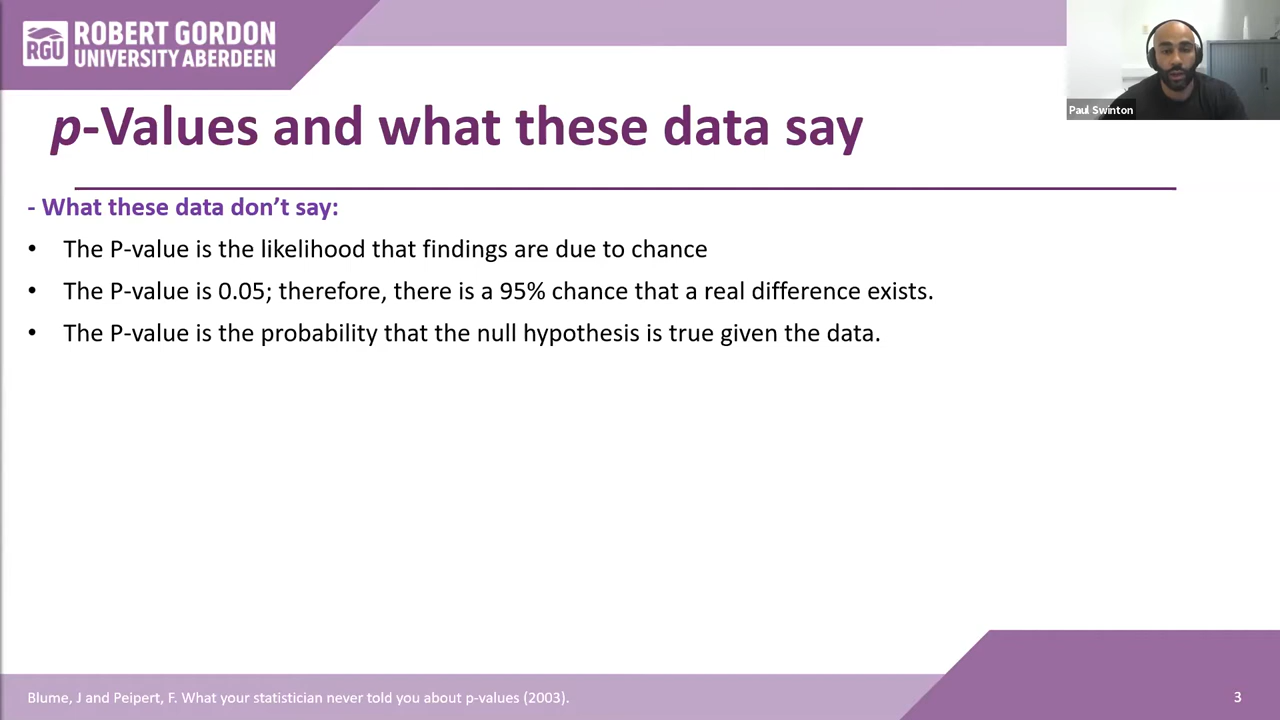 RGU
ROBERT GORDON
UNIVERSITY ABERDEEN
Paul Swinton
p-Values and what these data say
- What these data don't say:
• The P-value is the likelihood that findings are due to chance
• The P-value is 0.05; therefore, there is a 95% chance that a real difference exists.
• The P-value is the probability that the null hypothesis is true given the data.
Blume, J and Peipert, F. What your statistician never told you about p-values (2003).
3